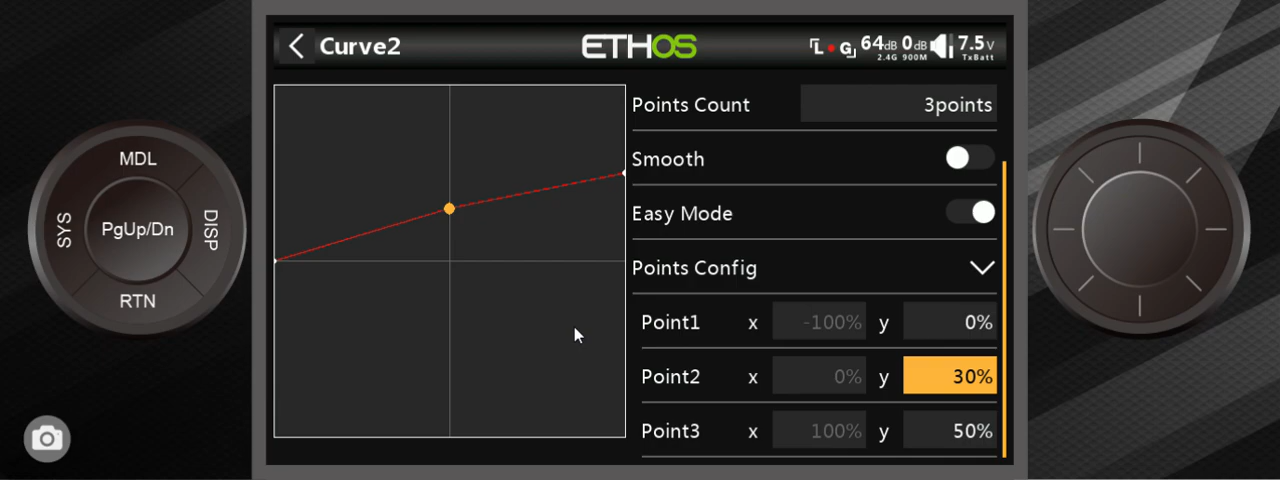 Curve2
ETHOS
L G 64dB 0dB 7.5V
2.4G 900M TxBatt
MDL
SYS
PgUp/Dn
DISP
RTN
Points Count 3points
Smooth
Easy Mode
Points Config
Point1 x -100% y 0%
Point2 x 0% y 30%
Point3 x 100% y 50%